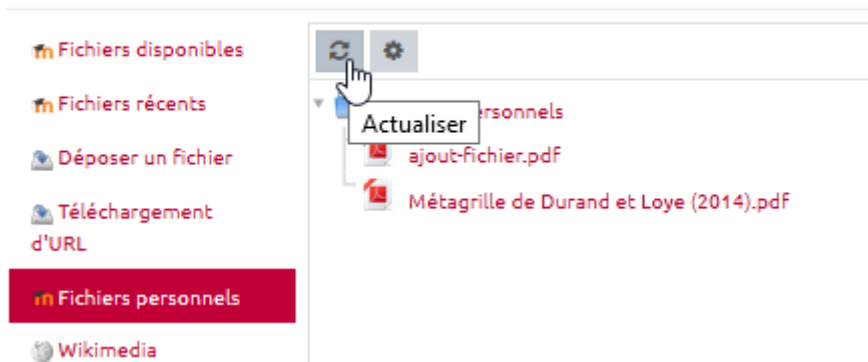 Fichiers disponibles
Fichiers récents
Déposer un fichier
Téléchargement
d'URL
Fichiers personnels
Wikimedia
Actualiser
ersonnels
ajout-fichier.pdf
Métagrille de Durand et Loye (2014).pdf